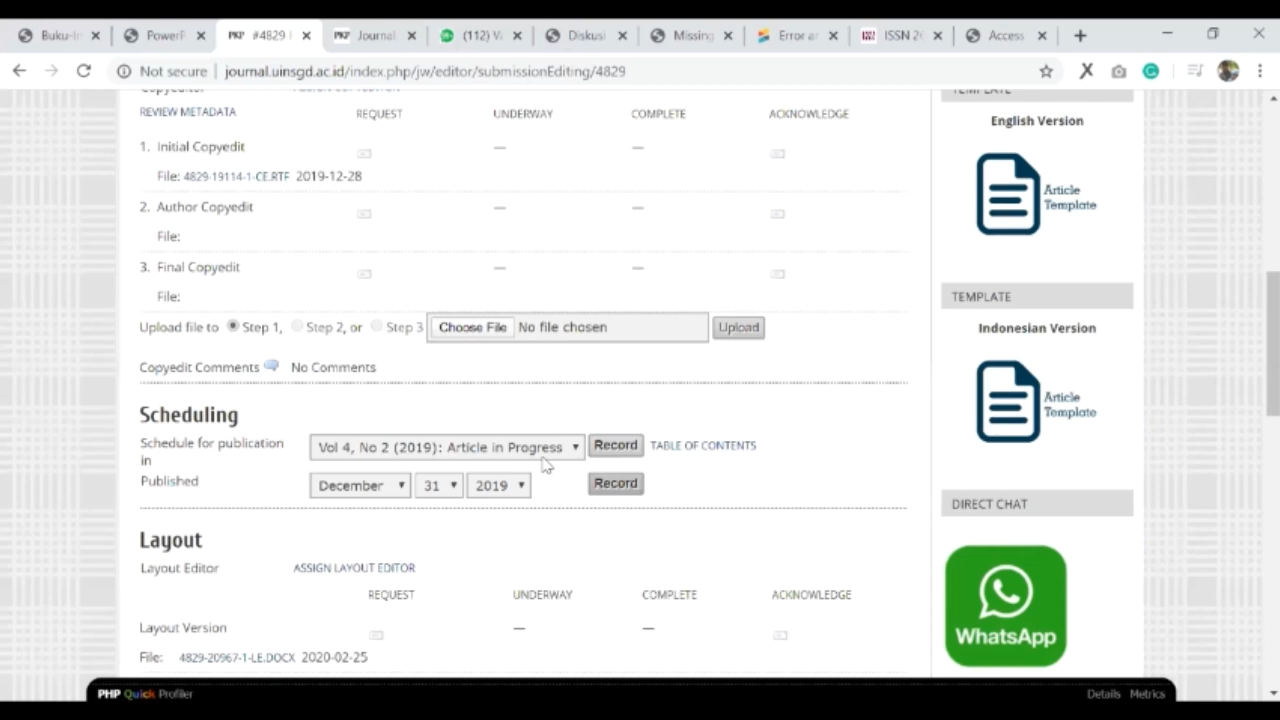 Buku-In
PowerP
PKP #4829
PKP Journal
(112) W
Diskusi
Missing
Error a
ISSN 2
Access
Not secure | journal.uinsgd.ac.id/index.php/jw/editor/submissionEditing/4829
REVIEW METADATA REQUEST UNDERWAY COMPLETE ACKNOWLEDGE
1. Initial Copyedit — —
File: 4829-19114-1-CE.RTF 2019-12-28
2. Author Copyedit — —
File:
3. Final Copyedit — —
File:
Upload file to Step 1, Step 2, or Step 3 Choose File No file chosen Upload
Copyedit Comments No Comments
Scheduling
Schedule for publication in Vol 4, No 2 (2019): Article in Progress Record TABLE OF CONTENTS
Published December 31 2019 Record
Layout
Layout Editor ASSIGN LAYOUT EDITOR
REQUEST UNDERWAY COMPLETE ACKNOWLEDGE
Layout Version — —
File: 4829-20967-1-LE.DOCX 2020-02-25
TEMPLATE
English Version
Article
Template
TEMPLATE
Indonesian Version
Article
Template
DIRECT CHAT
WhatsApp
PHP Quick Profiler
Details Metrics